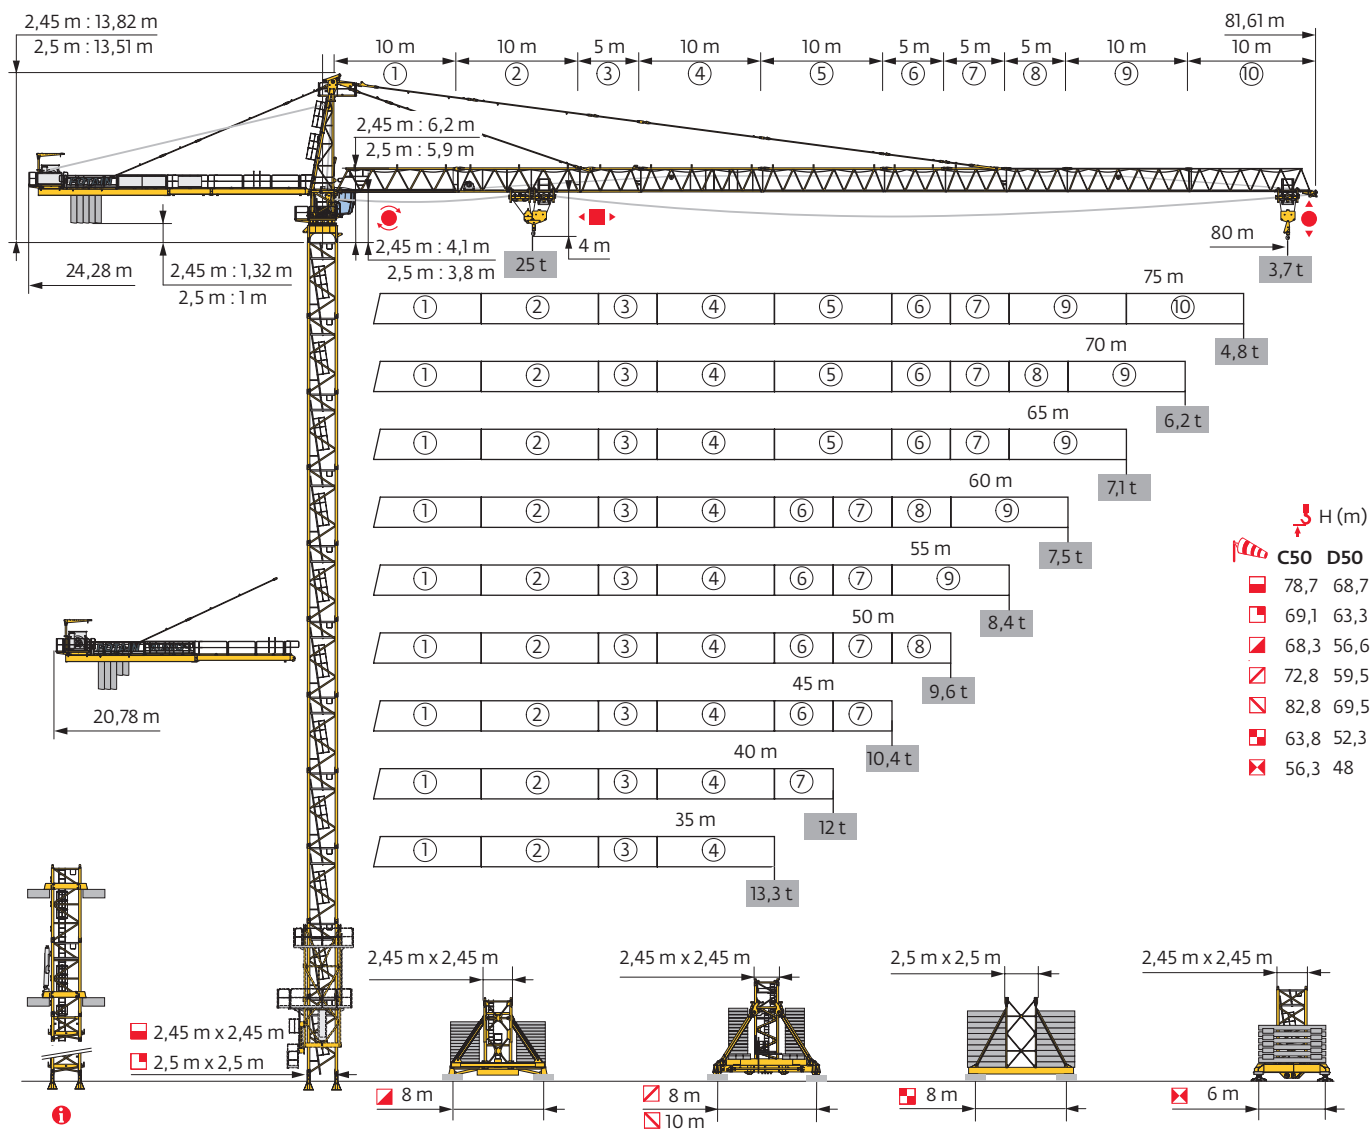 2,45 m : 13,82 m
2,5 m : 13,51 m
81,61 m
10 m 10 m 5 m 10 m 10 m 5 m 5 m 5 m 10 m 10 m
① ② ③ ④ ⑤ ⑥ ⑦ ⑧ ⑨ ⑩
2,45 m : 6,2 m
2,5 m : 5,9 m
2,45 m : 4,1 m
2,5 m : 3,8 m
25 t
4 m
80 m
3,7 t
24,28 m
2,45 m : 1,32 m
2,5 m : 1 m
75 m
① ② ③ ④ ⑤ ⑥ ⑦ ⑨ ⑩
4,8 t
70 m
① ② ③ ④ ⑤ ⑥ ⑦ ⑧ ⑨
6,2 t
65 m
① ② ③ ④ ⑤ ⑥ ⑦ ⑨
7,1 t
60 m
① ② ③ ④ ⑥ ⑦ ⑧ ⑨
7,5 t
55 m
① ② ③ ④ ⑥ ⑦ ⑨
8,4 t
50 m
① ② ③ ④ ⑥ ⑦ ⑧
9,6 t
45 m
① ② ③ ④ ⑥ ⑦
10,4 t
40 m
① ② ③ ④ ⑦
12 t
35 m
① ② ③ ④
13,3 t
H (m)
C50 D50
78,7 68,7
69,1 63,3
68,3 56,6
72,8 59,5
82,8 69,5
63,8 52,3
56,3 48
20,78 m
2,45 m x 2,45 m
2,5 m x 2,5 m
i
2,45 m x 2,45 m
8 m
2,45 m x 2,45 m
8 m
10 m
2,5 m x 2,5 m
8 m
2,45 m x 2,45 m
6 m